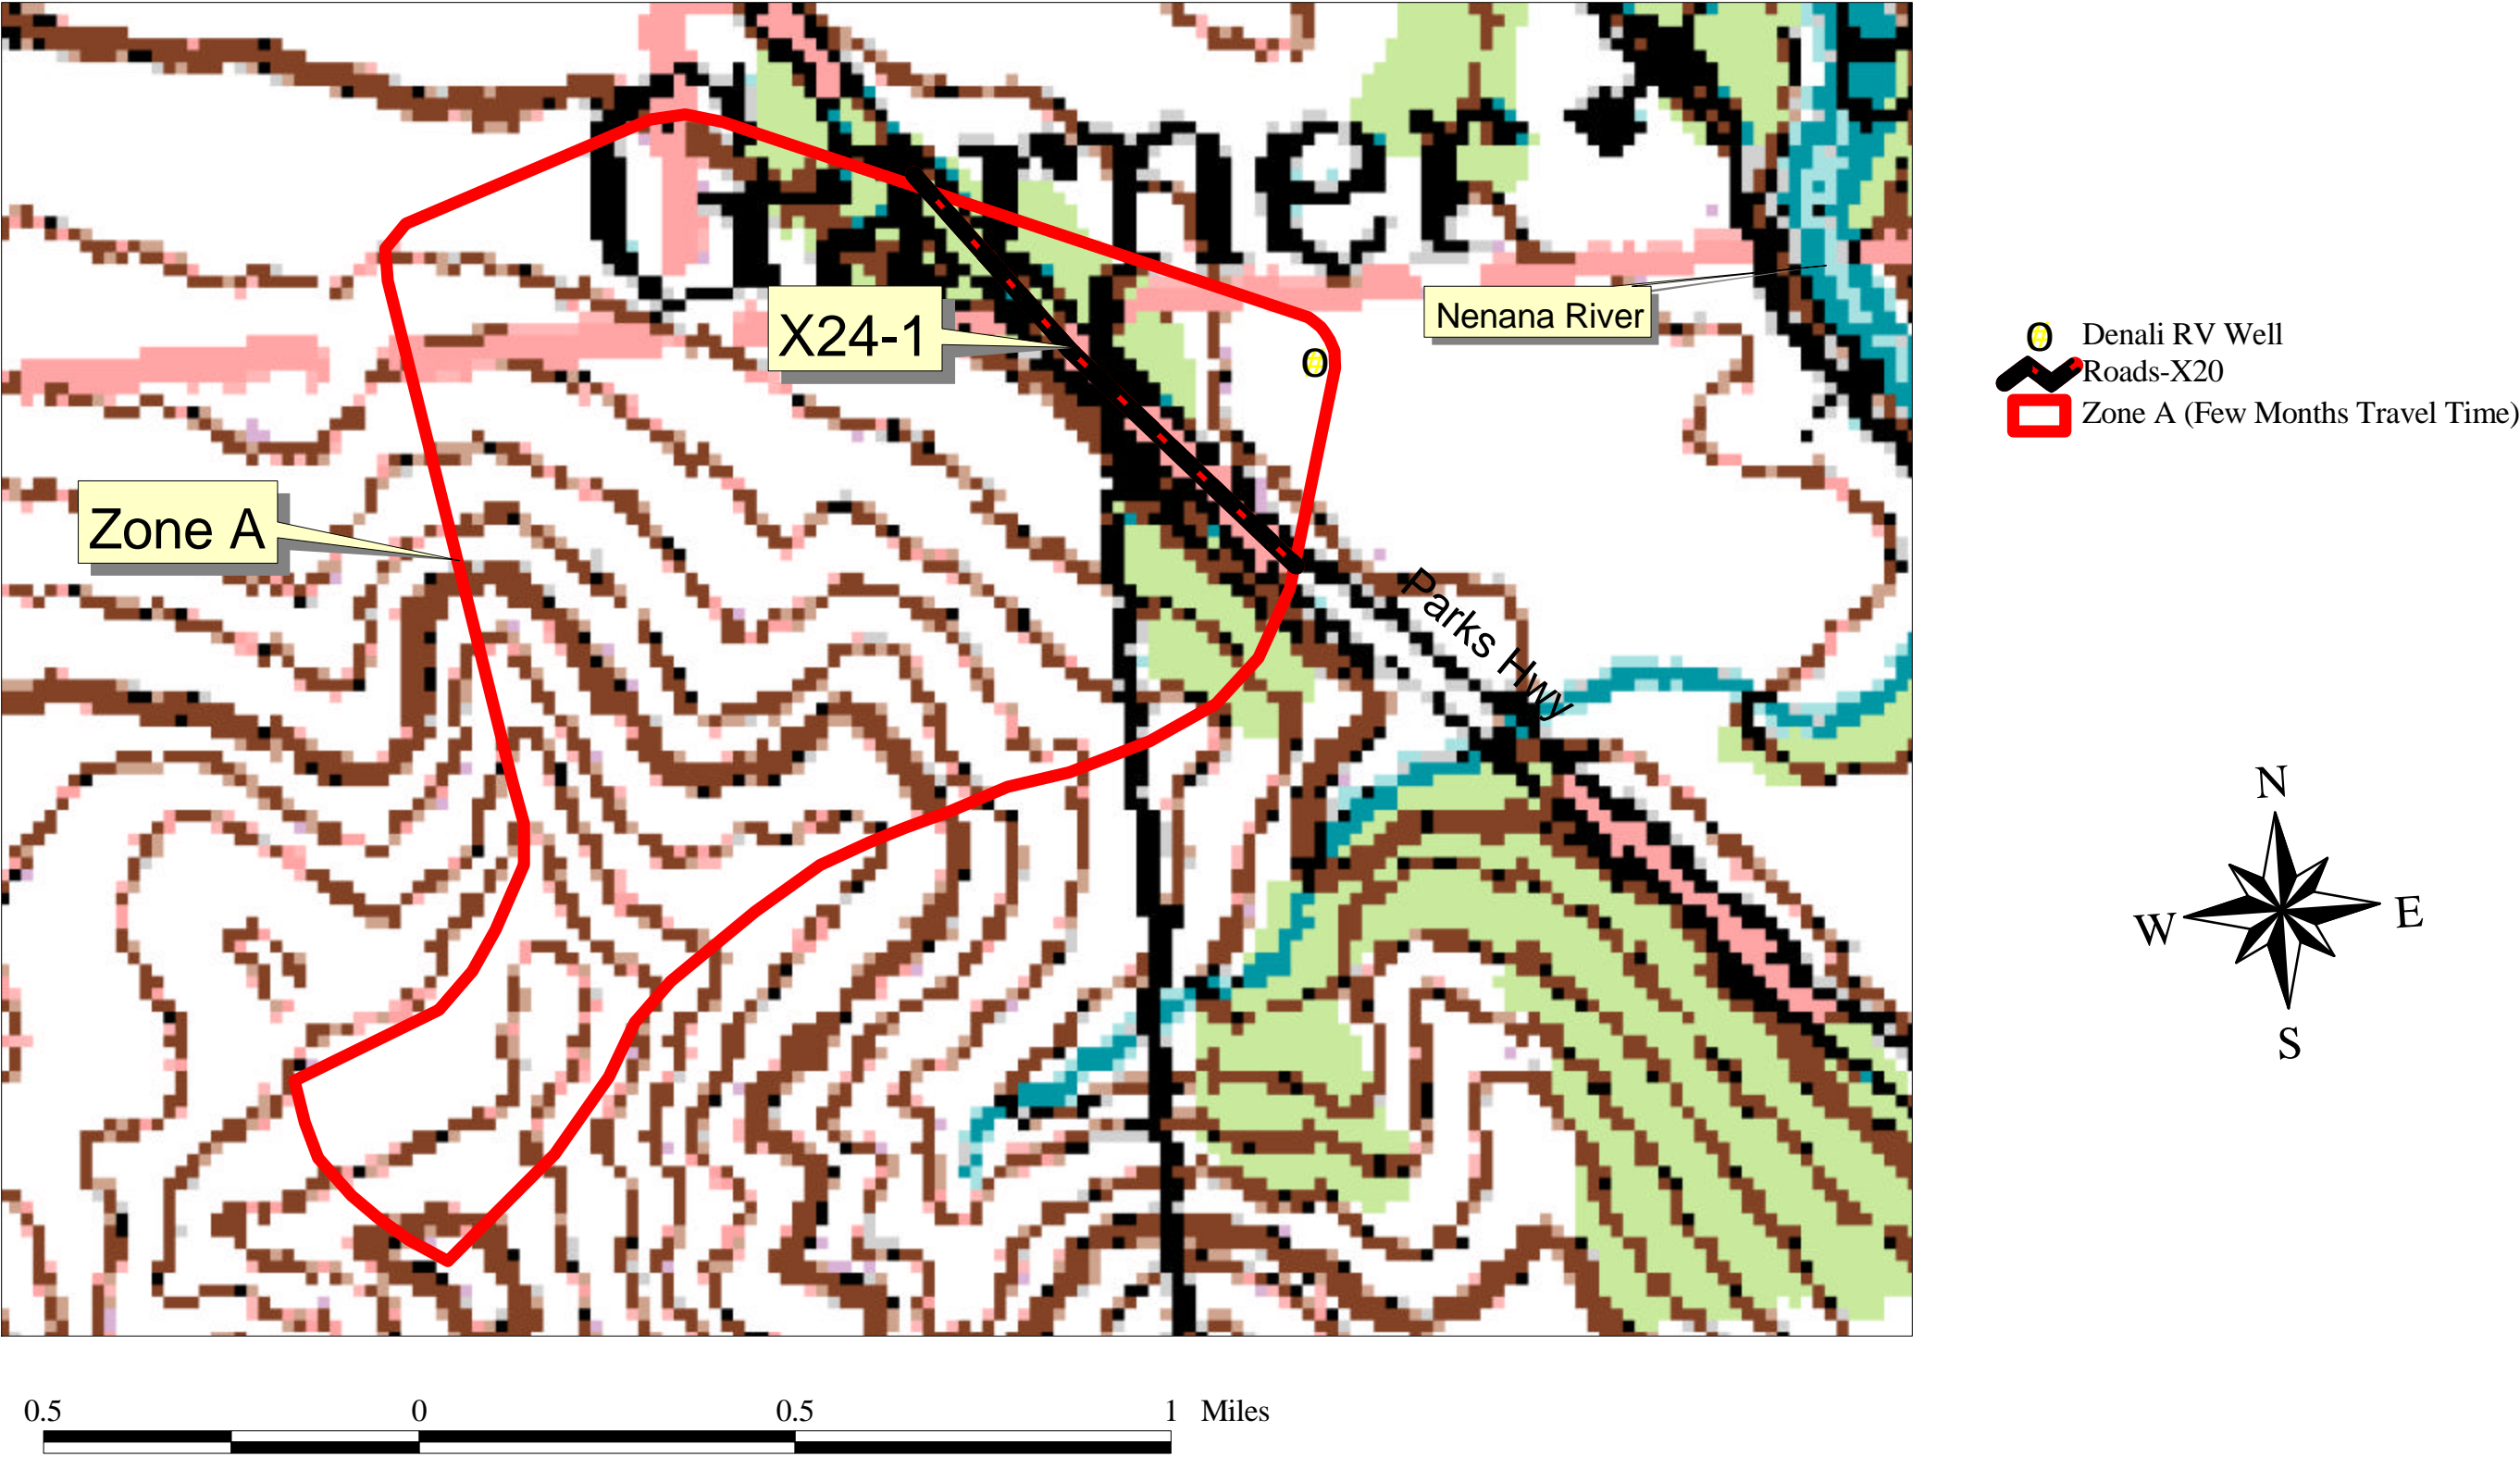 Garner
X24-1
Nenana River
Zone A
Parks Hwy
Denali RV Well
Roads-X20
Zone A (Few Months Travel Time)
N
W E
S
0.5 0 0.5 1 Miles